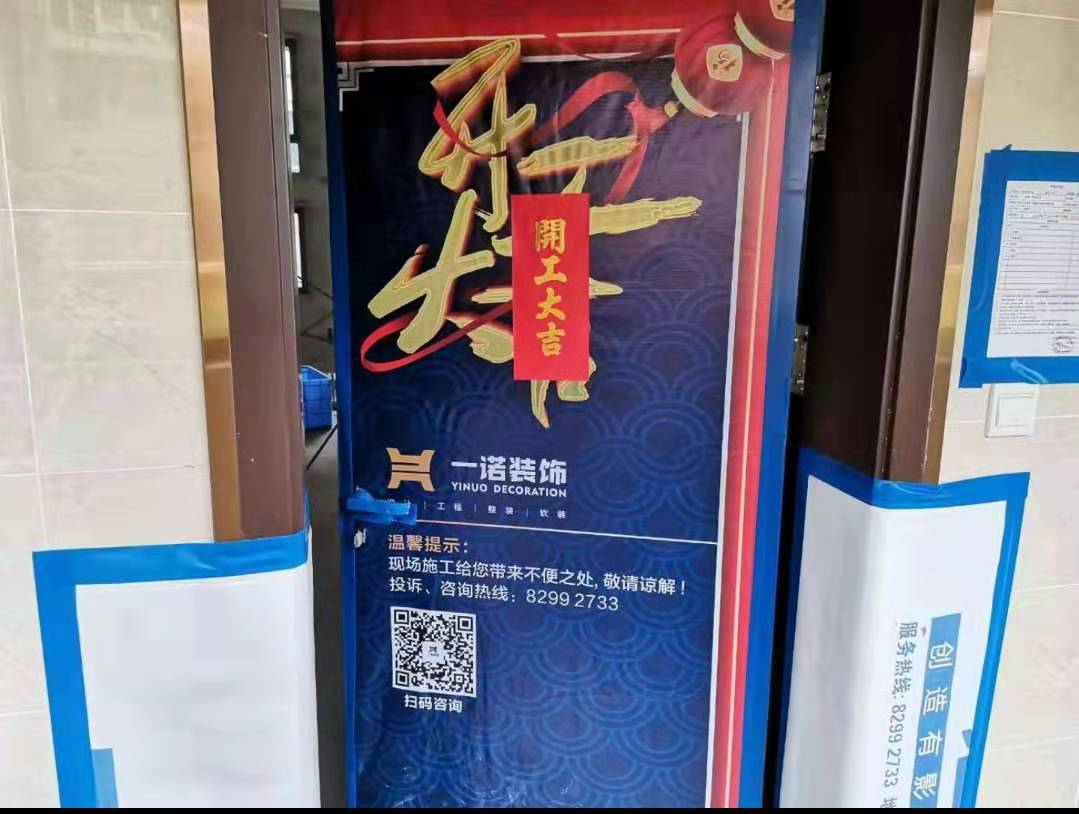 开工
大吉
開工大吉
一诺装饰
YINUO DECORATION
工程 | 整装 | 软装
温馨提示：
现场施工给您带来不便之处，敬请谅解！
投诉、咨询热线：8299 2733
扫码咨询
创造有影
服务热线：8299 2733